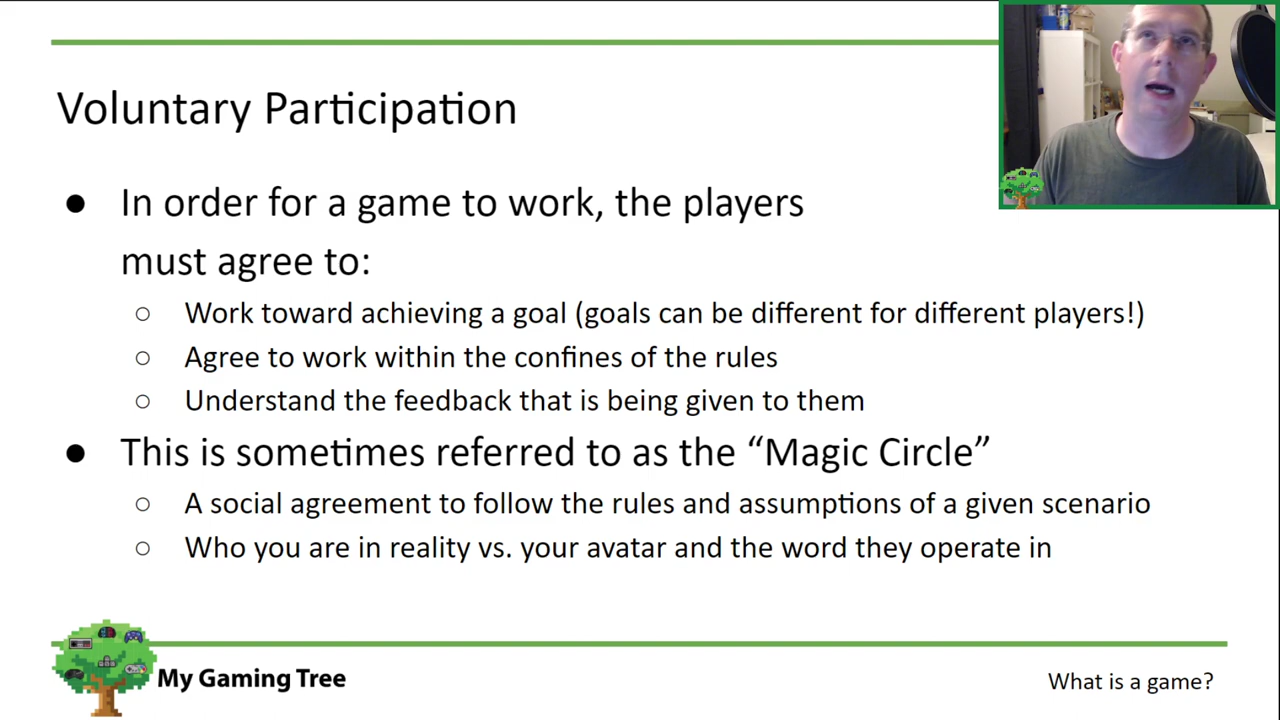 Voluntary Participation
● In order for a game to work, the players
must agree to:
○ Work toward achieving a goal (goals can be different for different players!)
○ Agree to work within the confines of the rules
○ Understand the feedback that is being given to them
● This is sometimes referred to as the “Magic Circle”
○ A social agreement to follow the rules and assumptions of a given scenario
○ Who you are in reality vs. your avatar and the word they operate in
My Gaming Tree
What is a game?